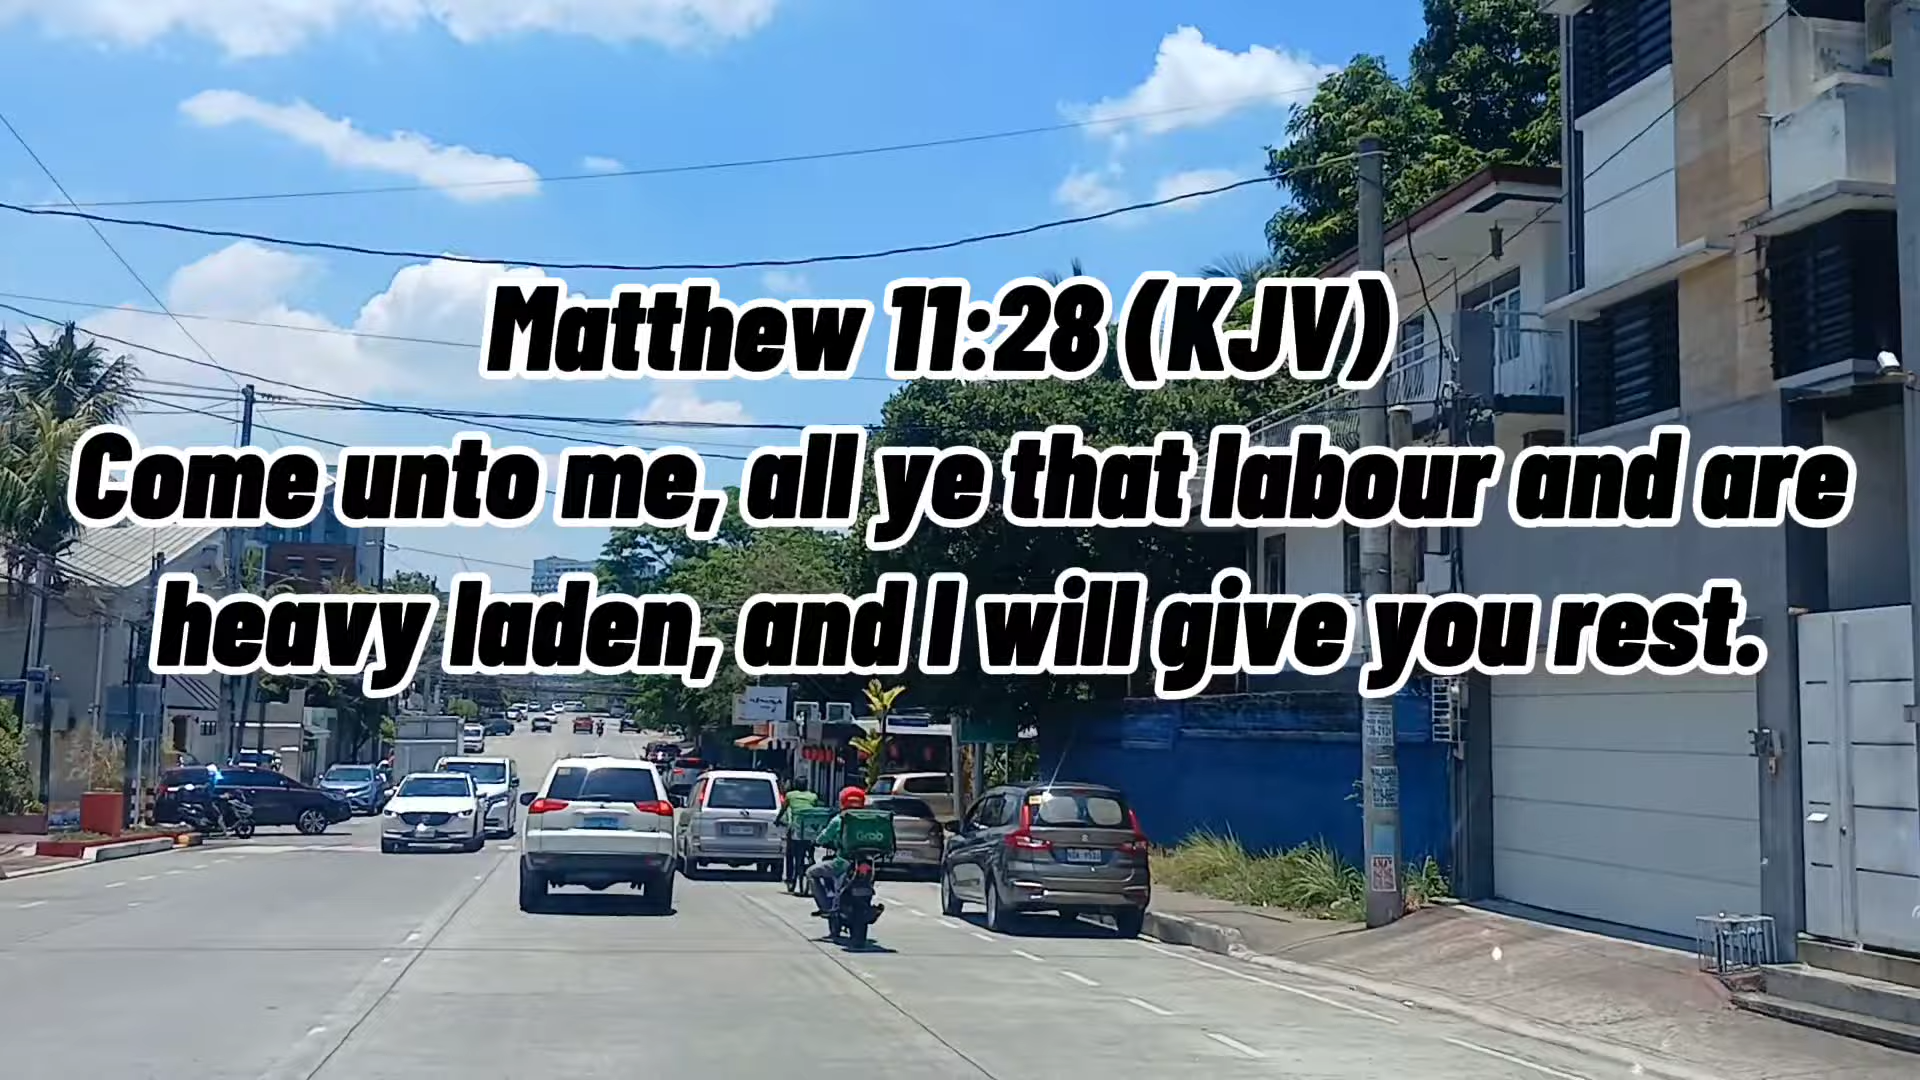 Matthew 11:28 (KJV)
Come unto me, all ye that labour and are
heavy laden, and I will give you rest.
Grab